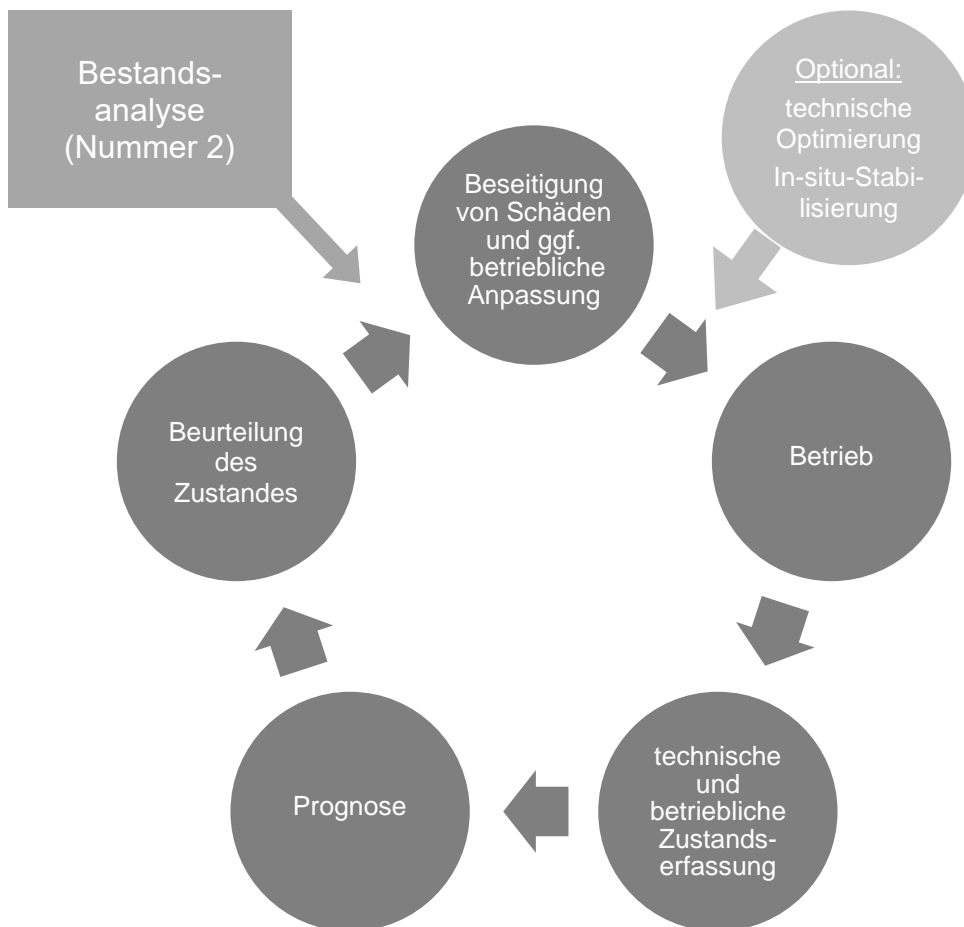 Bestands-
analyse
(Nummer 2)
Optional:
technische
Optimierung
In-situ-Stabi-
lisierung
Beseitigung
von Schäden
und ggf.
betriebliche
Anpassung
Betrieb
technische
und
betriebliche
Zustands-
erfassung
Prognose
Beurteilung
des
Zustandes